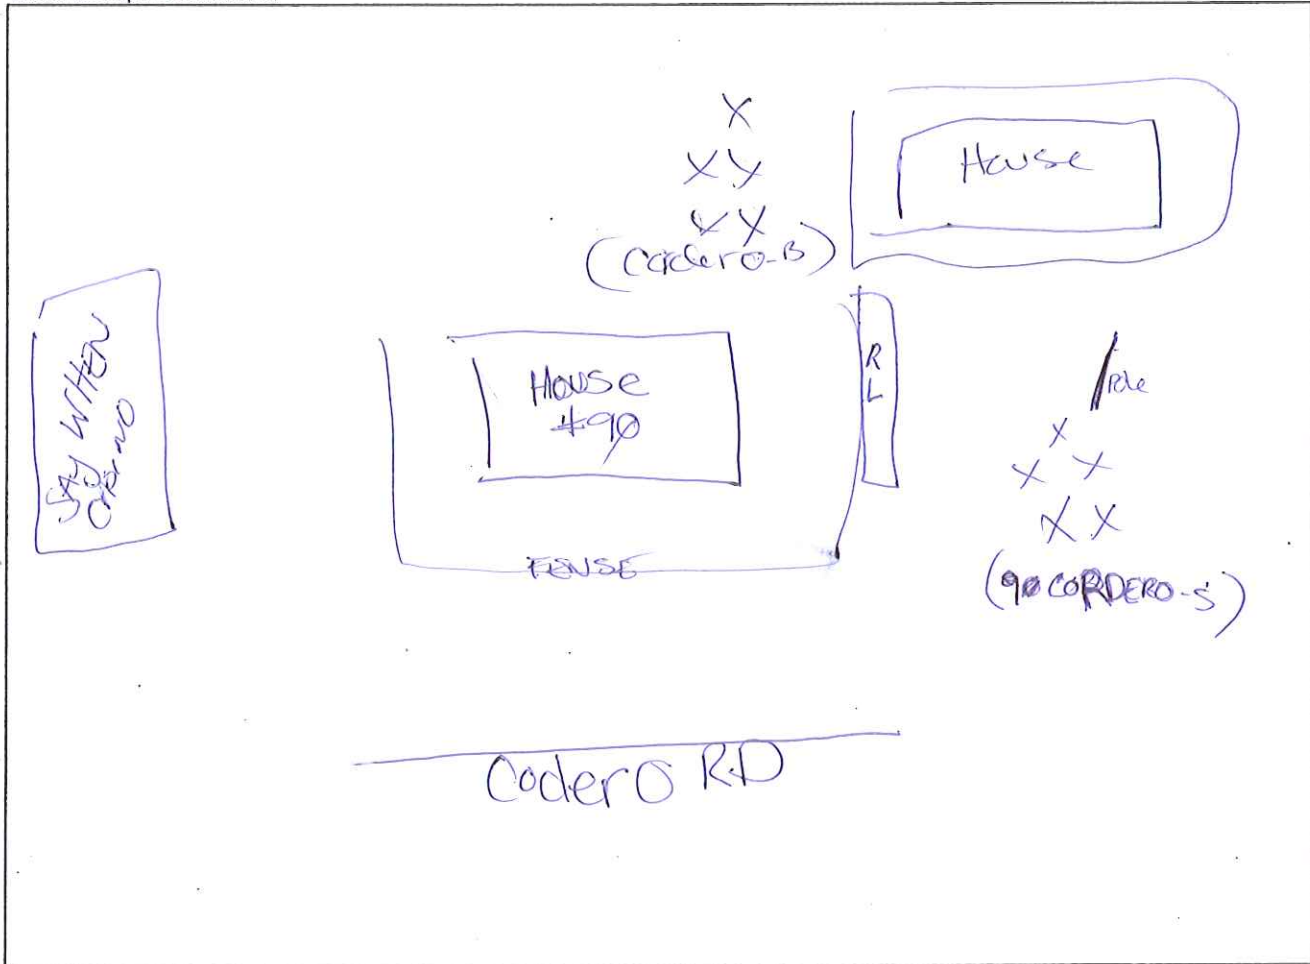 House
(Codero-B)
SAY WHEN
House
#90
R
L
Pole
FENSE
(90 CORDERO-S)
Codero RD